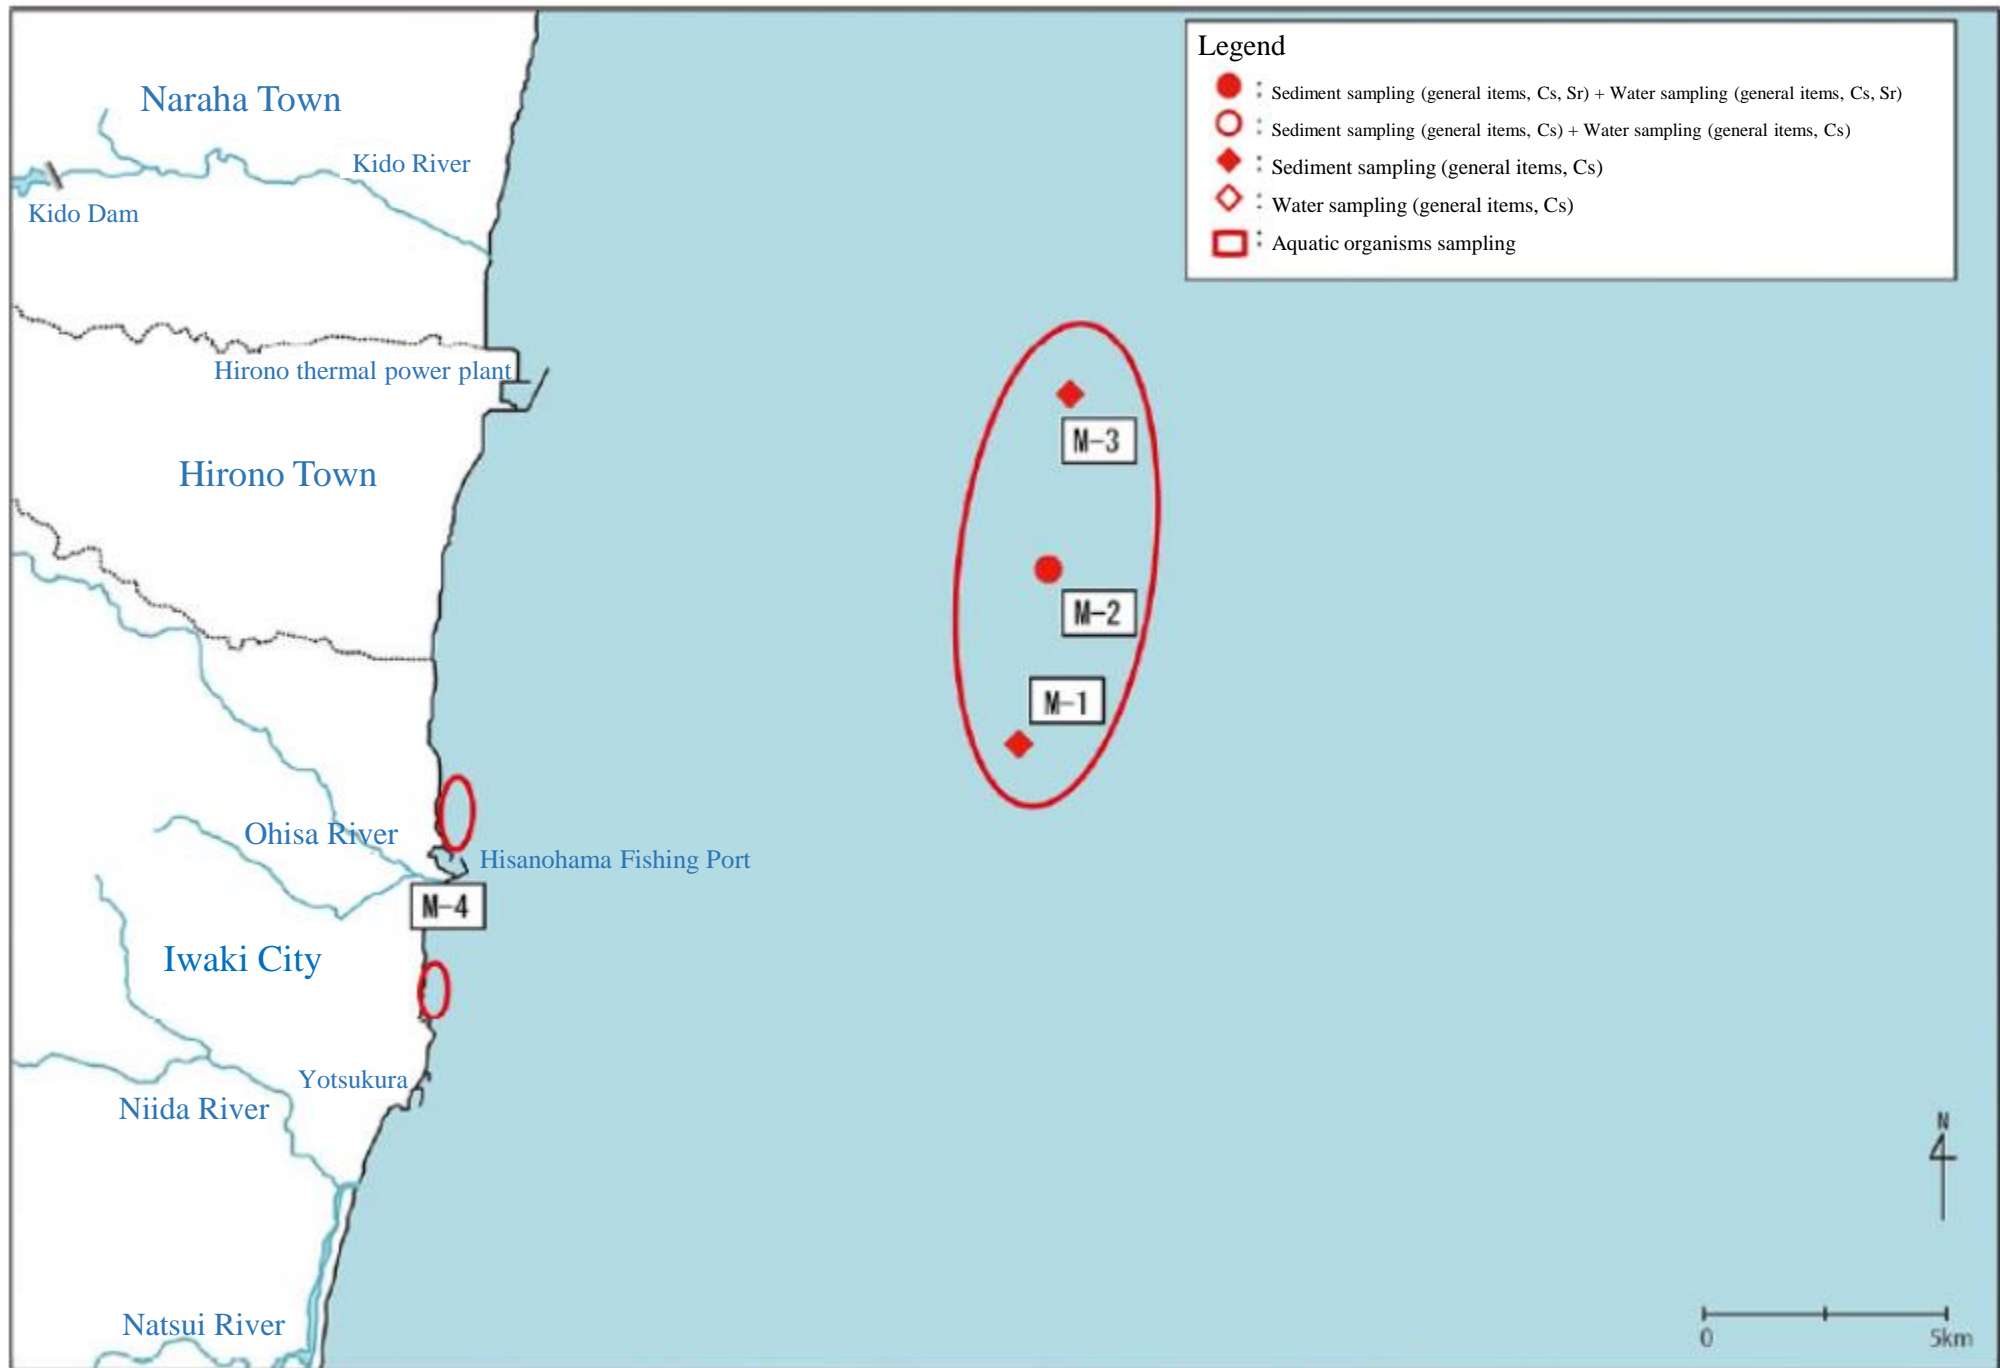 Legend
: Sediment sampling (general items, Cs, Sr) + Water sampling (general items, Cs, Sr)
: Sediment sampling (general items, Cs) + Water sampling (general items, Cs)
: Sediment sampling (general items, Cs)
: Water sampling (general items, Cs)
: Aquatic organisms sampling
Naraha Town
Kido River
Kido Dam
Hirono thermal power plant
Hirono Town
M-3
M-2
M-1
Ohisa River
Hisanohama Fishing Port
M-4
Iwaki City
Yotsukura
Niida River
Natsui River
N
0 5km